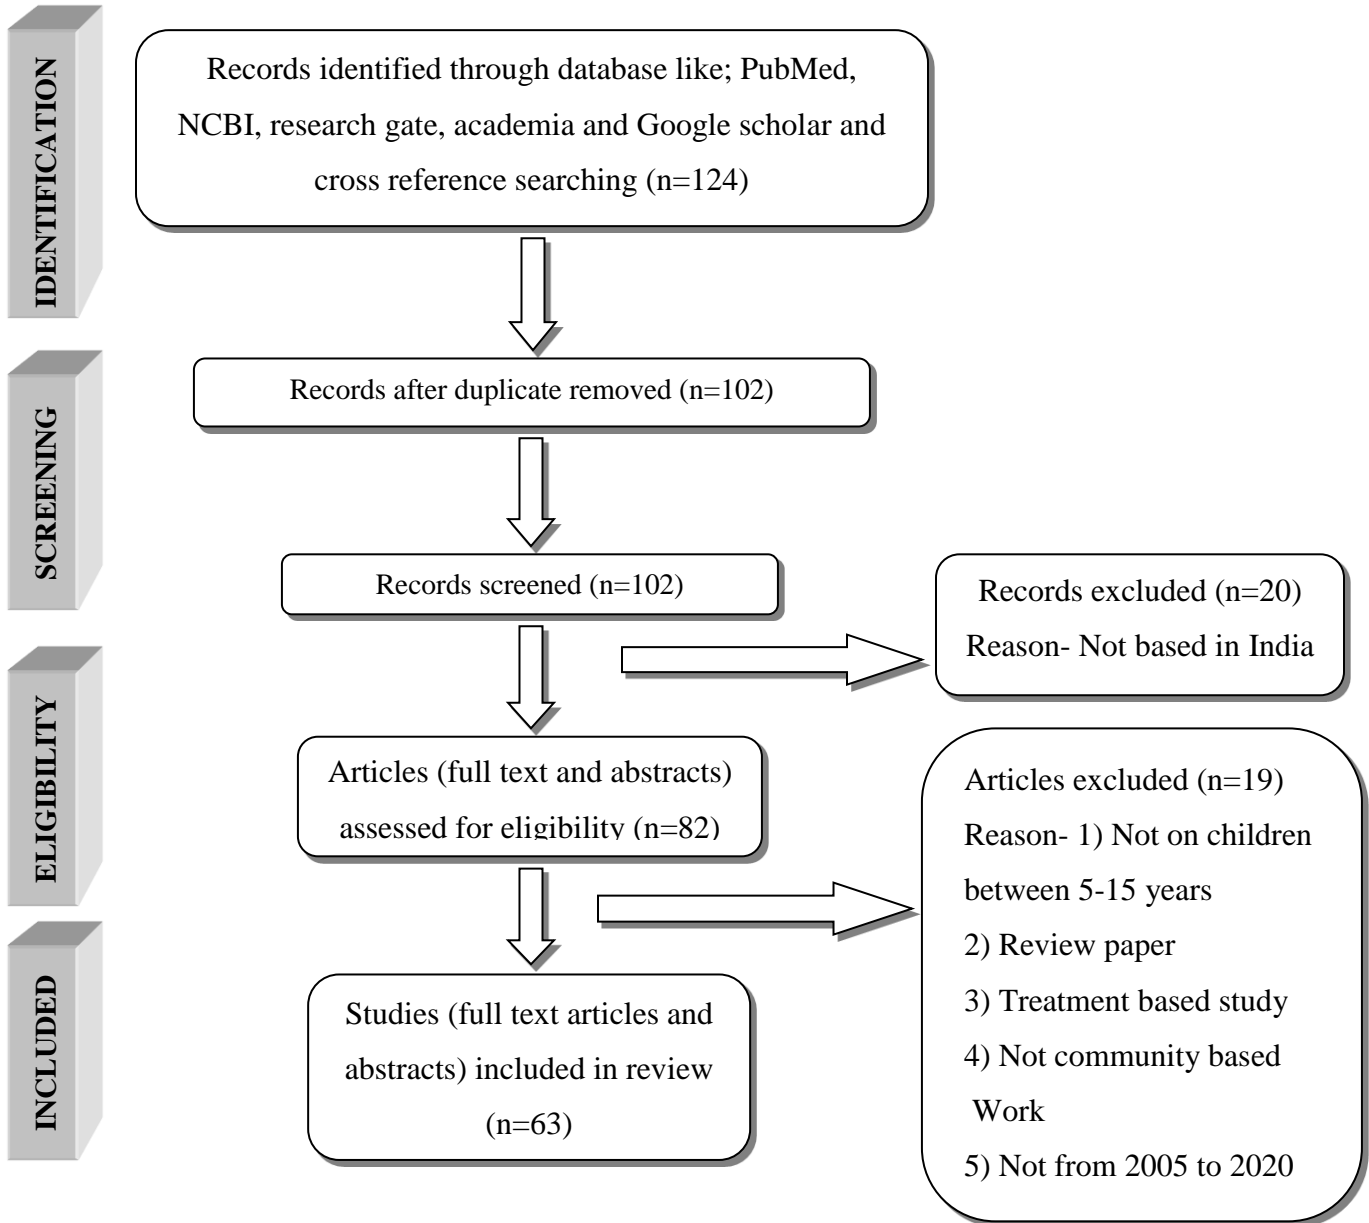 IDENTIFICATION
Records identified through database like; PubMed,
NCBI, research gate, academia and Google scholar and
cross reference searching (n=124)
SCREENING
Records after duplicate removed (n=102)
Records screened (n=102)
Records excluded (n=20)
Reason- Not based in India
ELIGIBILITY
Articles (full text and abstracts)
assessed for eligibility (n=82)
Articles excluded (n=19)
Reason- 1) Not on children
between 5-15 years
2) Review paper
3) Treatment based study
4) Not community based
Work
5) Not from 2005 to 2020
INCLUDED
Studies (full text articles and
abstracts) included in review
(n=63)